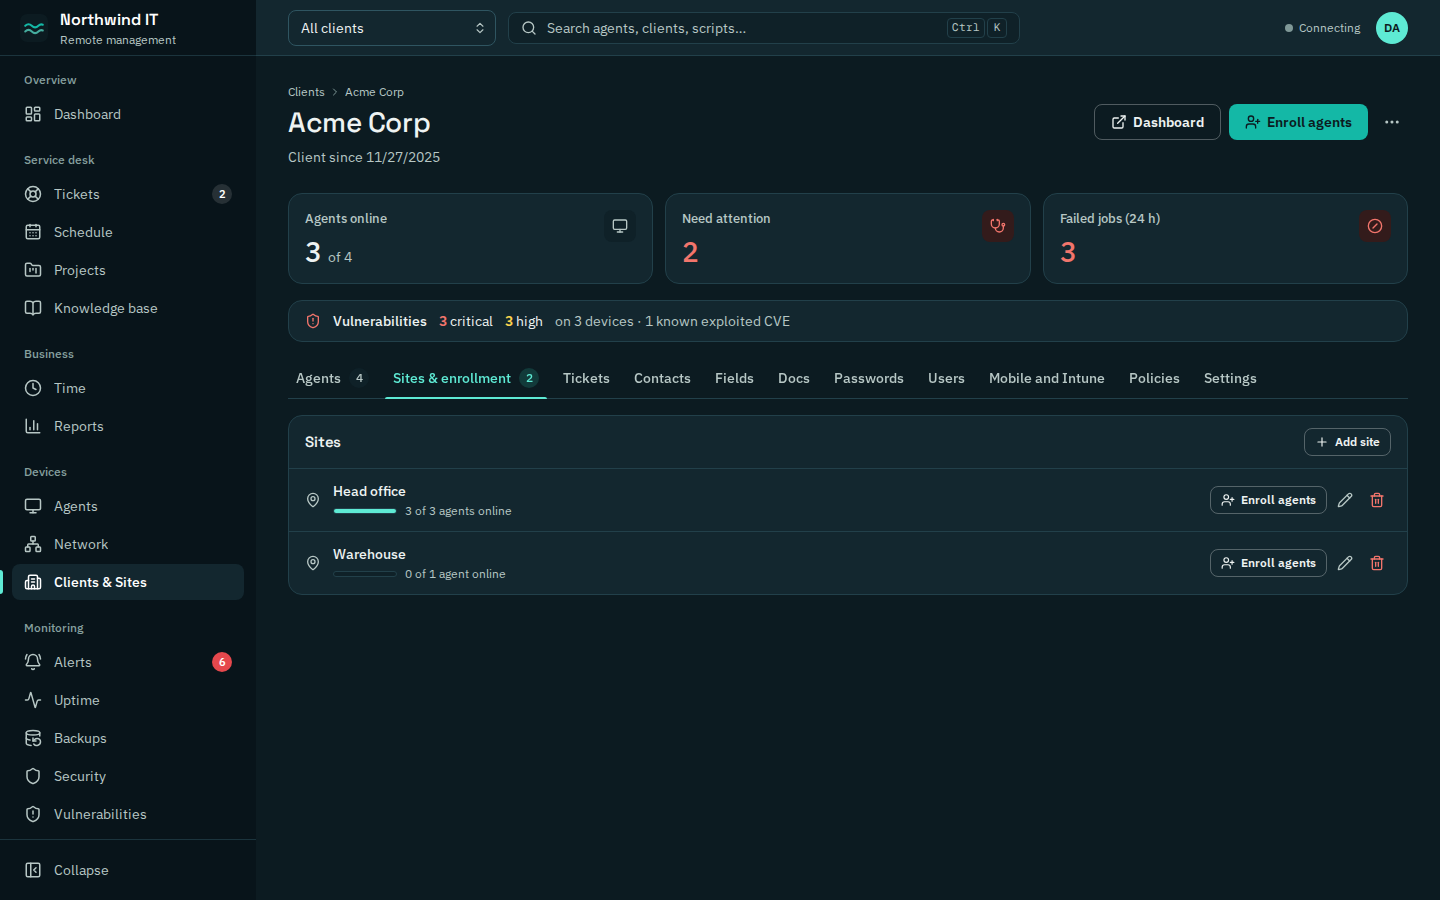 Northwind IT
Remote management
All clients
Search agents, clients, scripts...
Ctrl K
Connecting
DA
Overview
Dashboard
Service desk
Tickets 2
Schedule
Projects
Knowledge base
Business
Time
Reports
Devices
Agents
Network
Clients & Sites
Monitoring
Alerts 6
Uptime
Backups
Security
Vulnerabilities
Collapse
Clients > Acme Corp
Acme Corp
Client since 11/27/2025
Dashboard
Enroll agents
Agents online
3 of 4
Need attention
2
Failed jobs (24 h)
3
Vulnerabilities 3 critical 3 high on 3 devices · 1 known exploited CVE
Agents 4 Sites & enrollment 2 Tickets Contacts Fields Docs Passwords Users Mobile and Intune Policies Settings
Sites
Add site
Head office
3 of 3 agents online
Enroll agents
Warehouse
0 of 1 agent online
Enroll agents